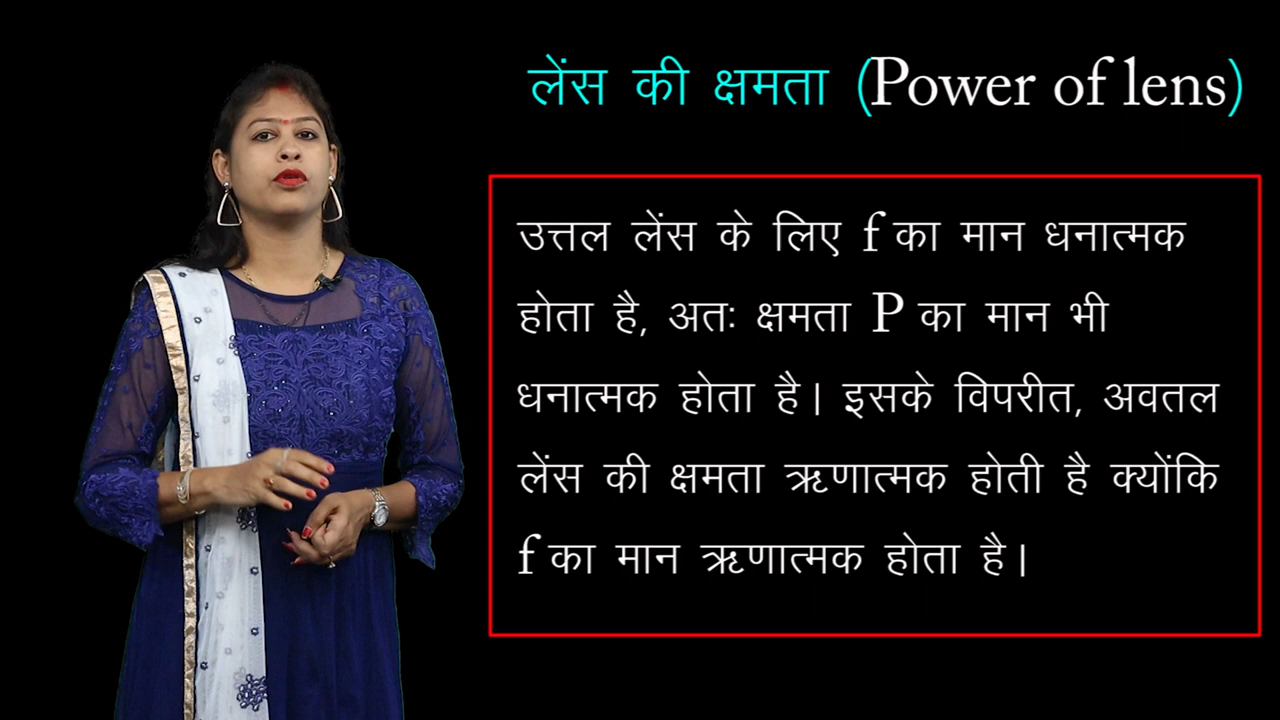 लेंस की क्षमता (Power of lens)
उत्तल लेंस के लिए f का मान धनात्मक
होता है, अतः क्षमता P का मान भी
धनात्मक होता है। इसके विपरीत, अवतल
लेंस की क्षमता ऋणात्मक होती है क्योंकि
f का मान ऋणात्मक होता है।